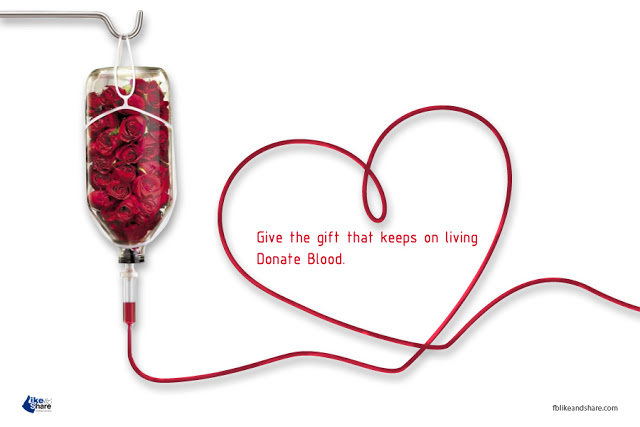 Give the gift that keeps on living
Donate Blood.
Like
Share
fblikeandshare.com